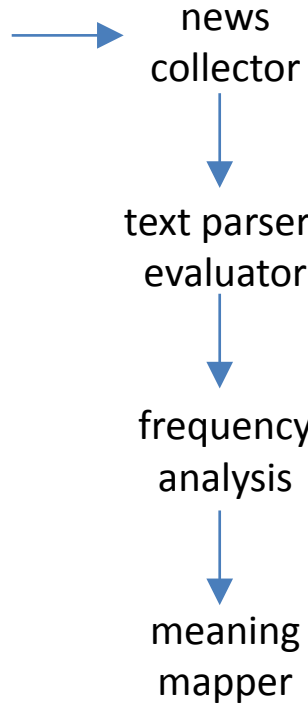 news
collector
text parser
evaluator
frequency
analysis
meaning
mapper